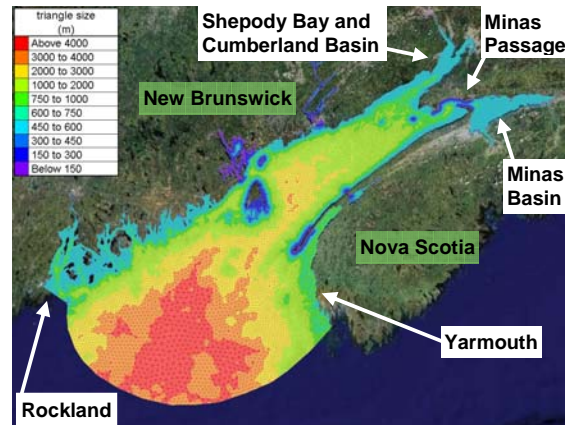 triangle size
(m)
Above 4000
3000 to 4000
2000 to 3000
1000 to 2000
750 to 1000
600 to 750
450 to 600
300 to 450
150 to 300
Below 150
Shepody Bay and
Cumberland Basin
Minas
Passage
New Brunswick
Minas
Basin
Nova Scotia
Yarmouth
Rockland